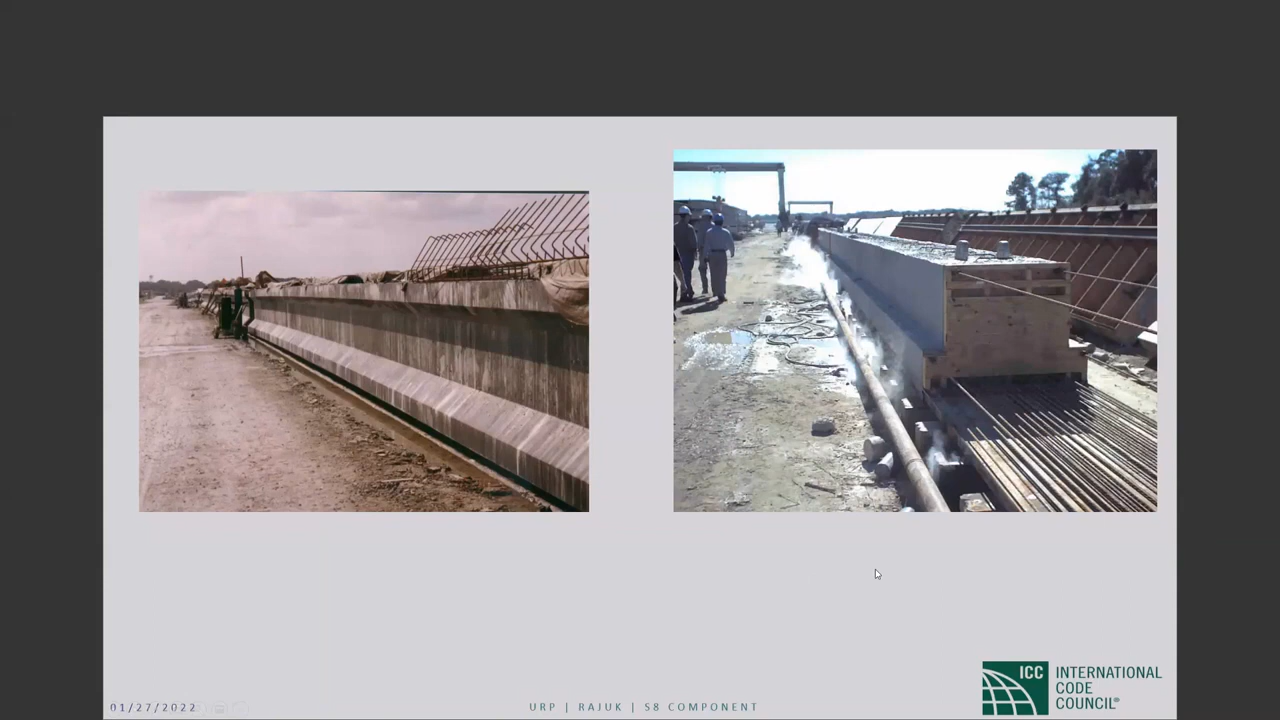 01/27/2022
URP | RAJUK | S8 COMPONENT
ICC
INTERNATIONAL
CODE
COUNCIL®